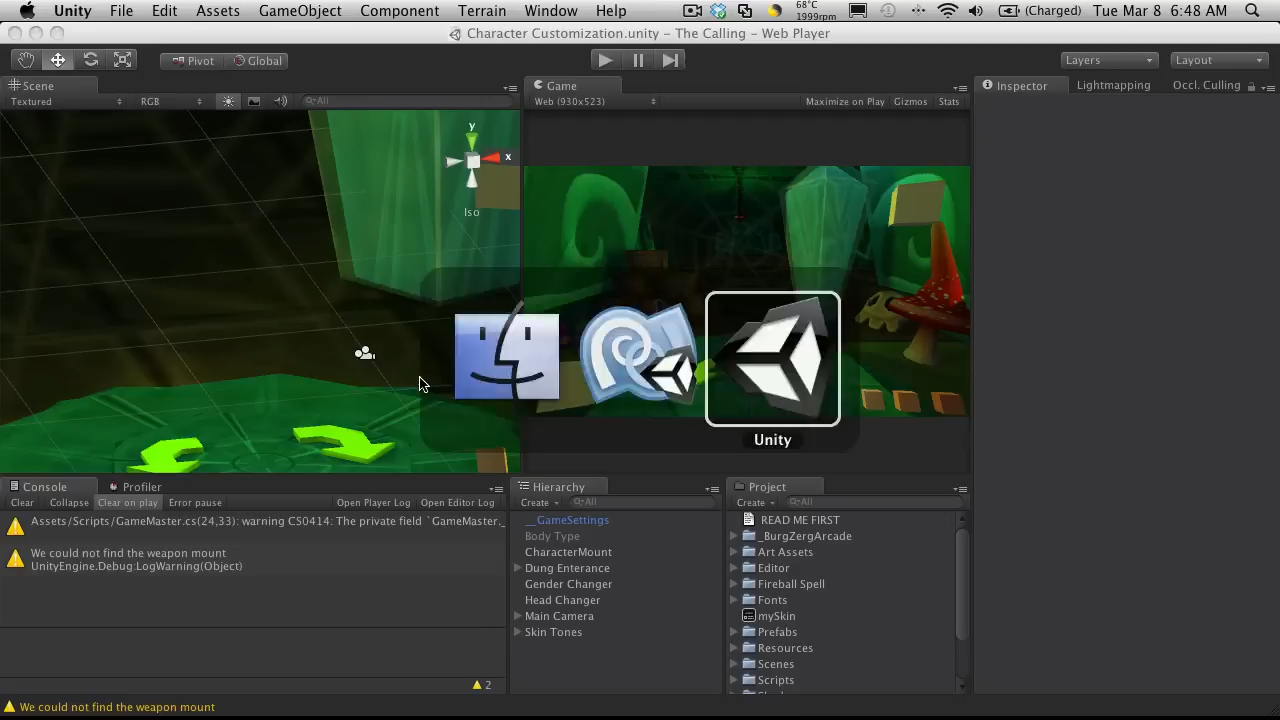 Unity File Edit Assets GameObject Component Terrain Window Help 68°C 1999rpm (Charged) Tue Mar 8 6:48 AM
Character Customization.unity – The Calling – Web Player
Pivot Global Layers Layout
Scene Game Inspector Lightmapping Occl. Culling
Textured RGB All Web (930x523) Maximize on Play Gizmos Stats
y
x
Iso
Unity
Console Profiler Hierarchy Project
Clear Collapse Clear on play Error pause Open Player Log Open Editor Log Create All Create All
Assets/Scripts/GameMaster.cs(24,33): warning CS0414: The private field `GameMaster._
We could not find the weapon mount
UnityEngine.Debug:LogWarning(Object)
2
__GameSettings
Body Type
CharacterMount
Dung Enterance
Gender Changer
Head Changer
Main Camera
Skin Tones
READ ME FIRST
_BurgZergArcade
Art Assets
Editor
Fireball Spell
Fonts
mySkin
Prefabs
Resources
Scenes
Scripts
We could not find the weapon mount